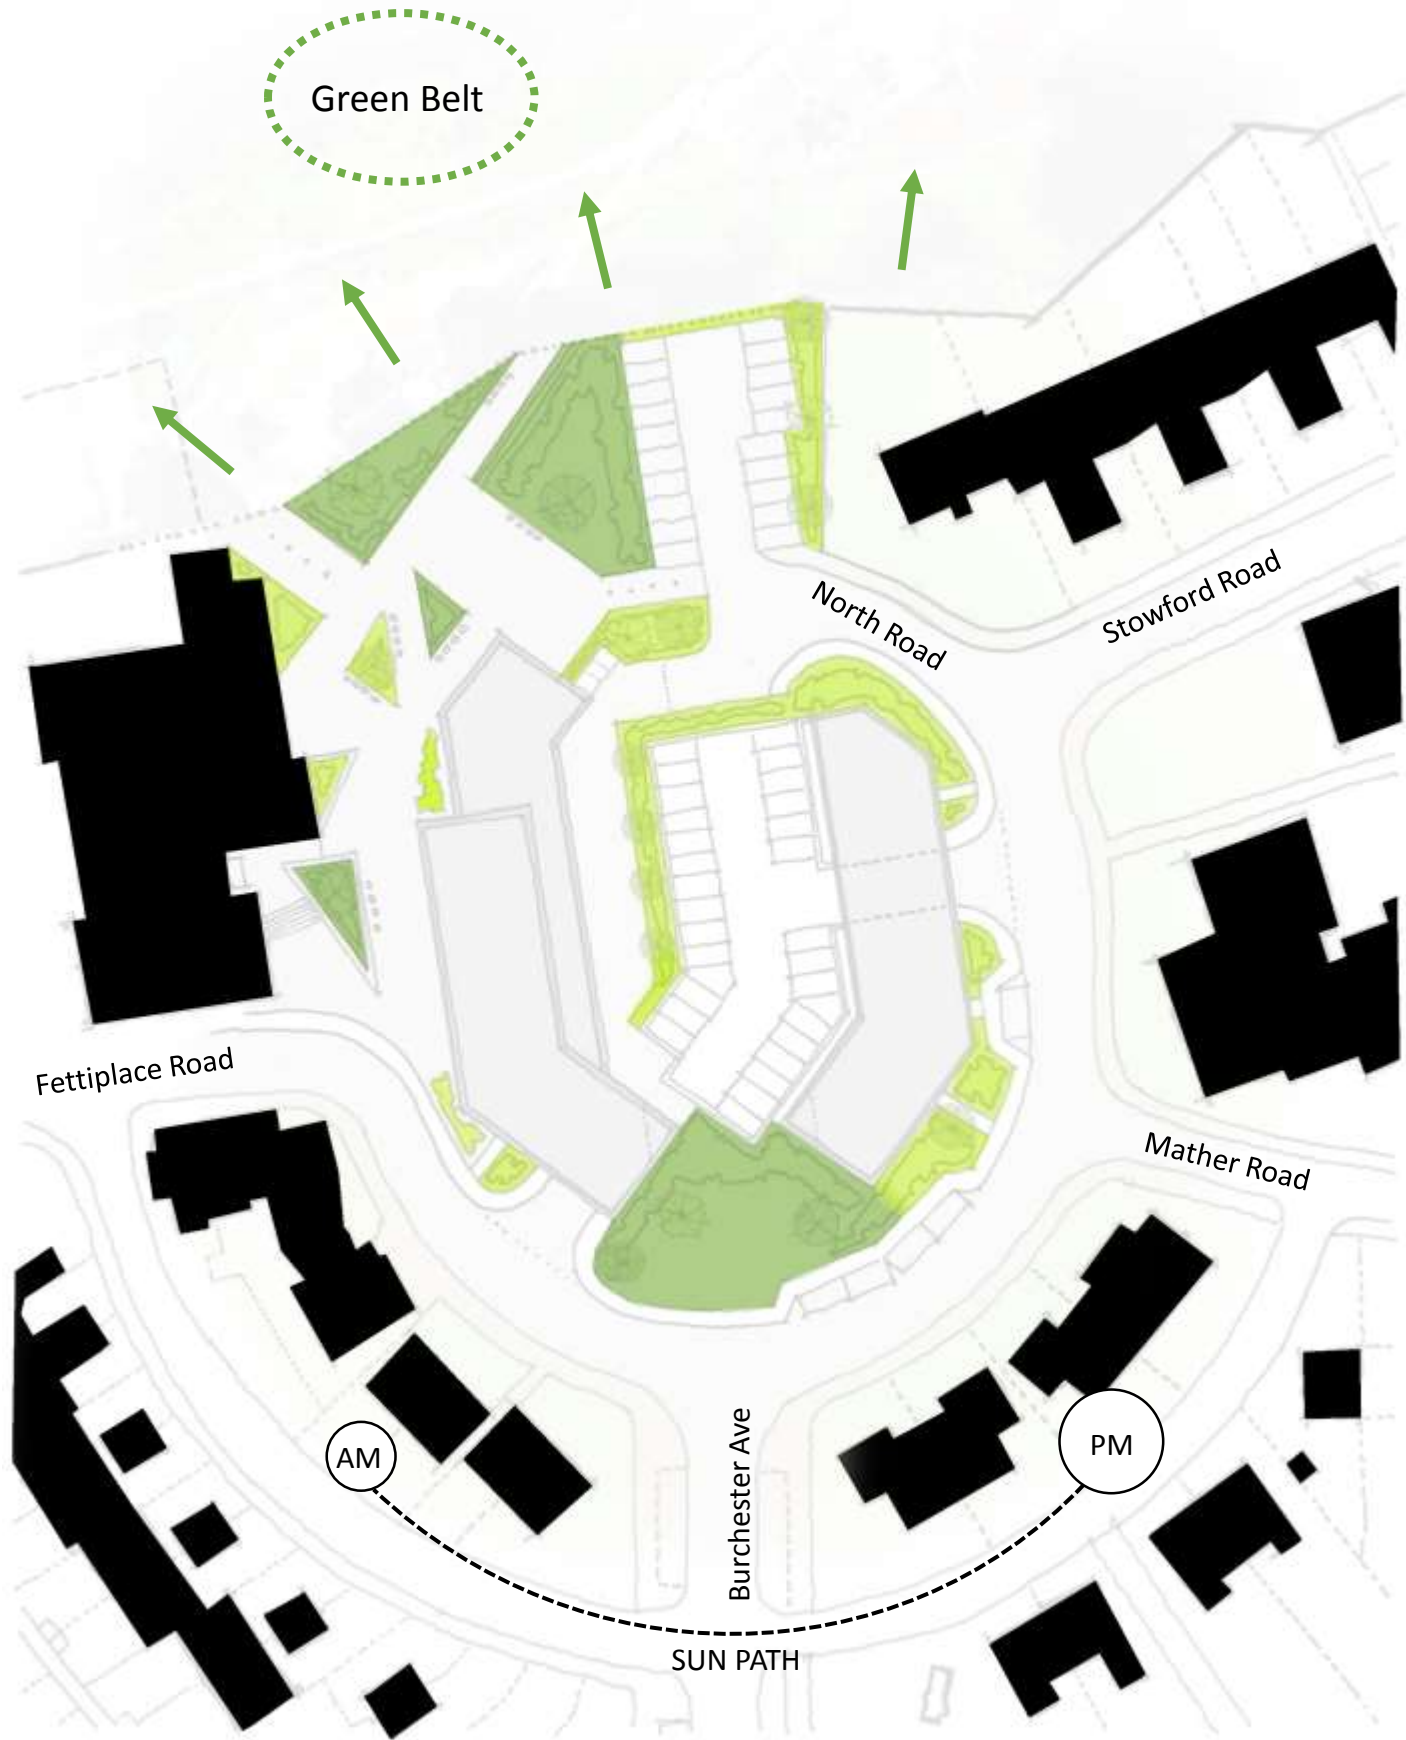 Green Belt
North Road
Stowford Road
Fettiplace Road
Mather Road
AM
PM
Burchester Ave
SUN PATH